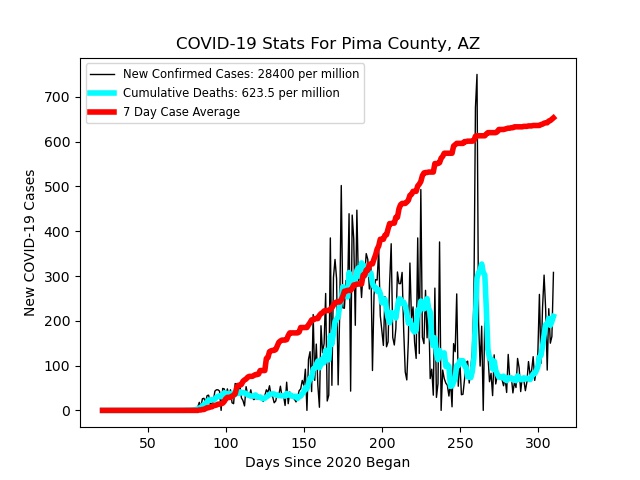 COVID-19 Stats For Pima County, AZ
New Confirmed Cases: 28400 per million
Cumulative Deaths: 623.5 per million
7 Day Case Average
700
600
500
400
300
200
100
0
New COVID-19 Cases
50 100 150 200 250 300
Days Since 2020 Began